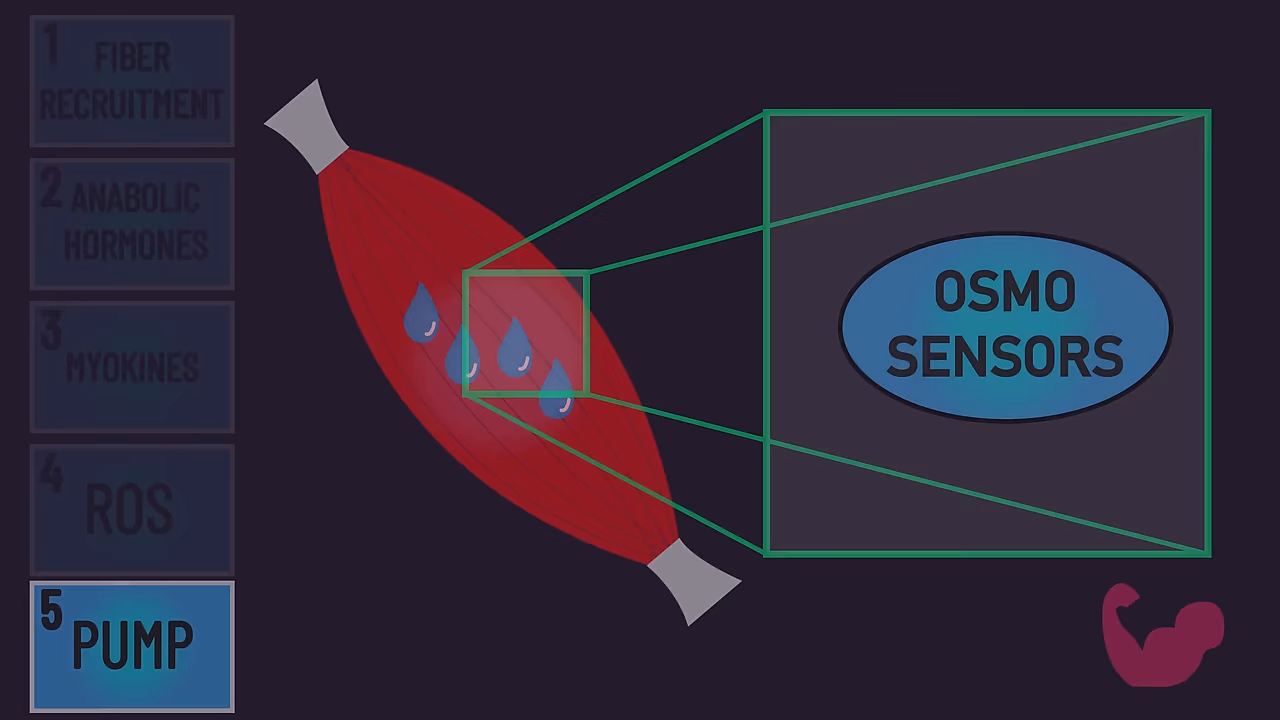 1
FIBER
RECRUITMENT
2
ANABOLIC
HORMONES
3
MYOKINES
4
ROS
5
PUMP
OSMO
SENSORS